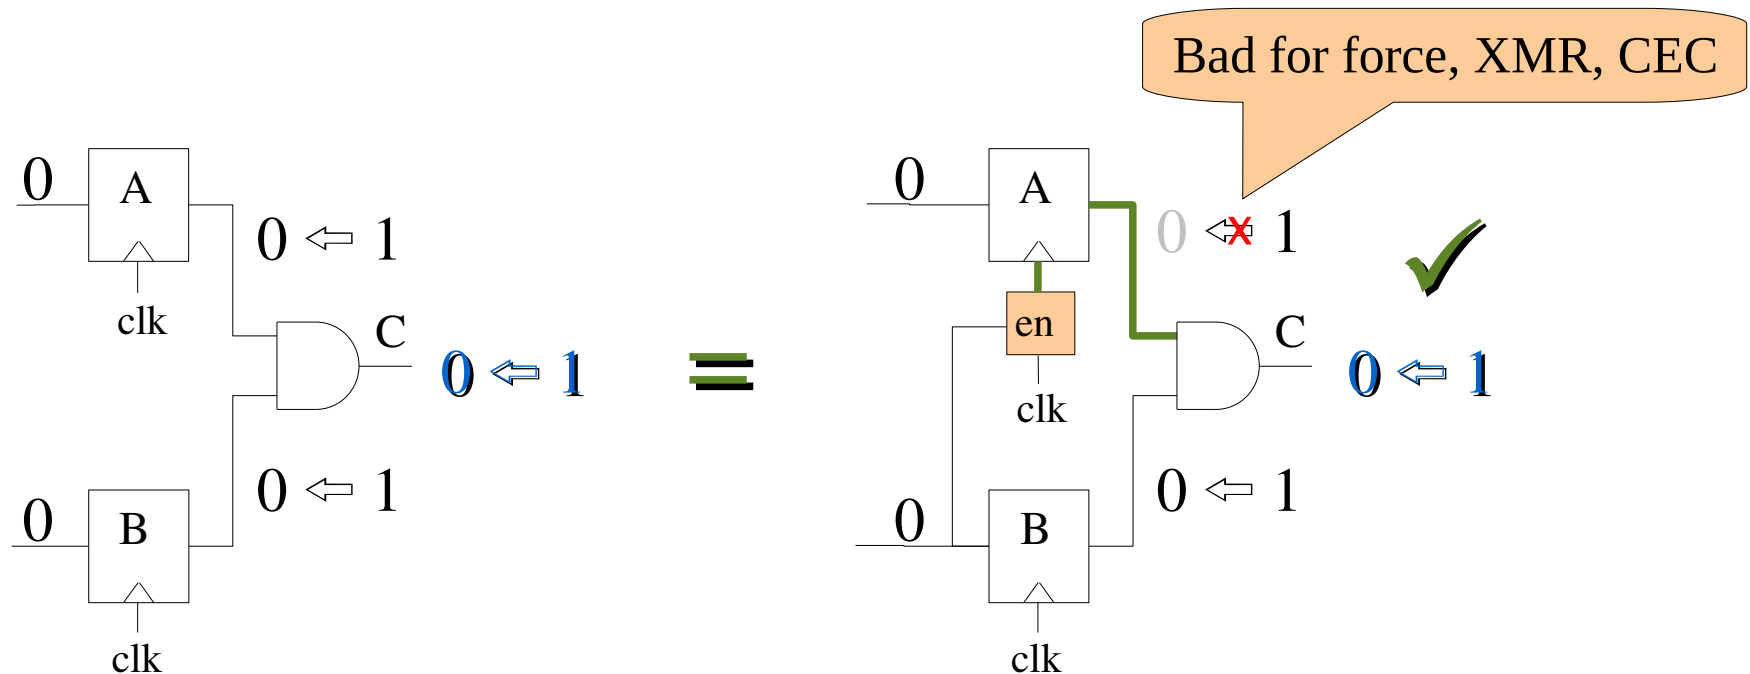 Bad for force, XMR, CEC
0 A
0 1
clk
C
0 1
0 1
0 B
clk
=
0 A
0 X 1
en
clk
C
0 1
0 1
0 B
clk